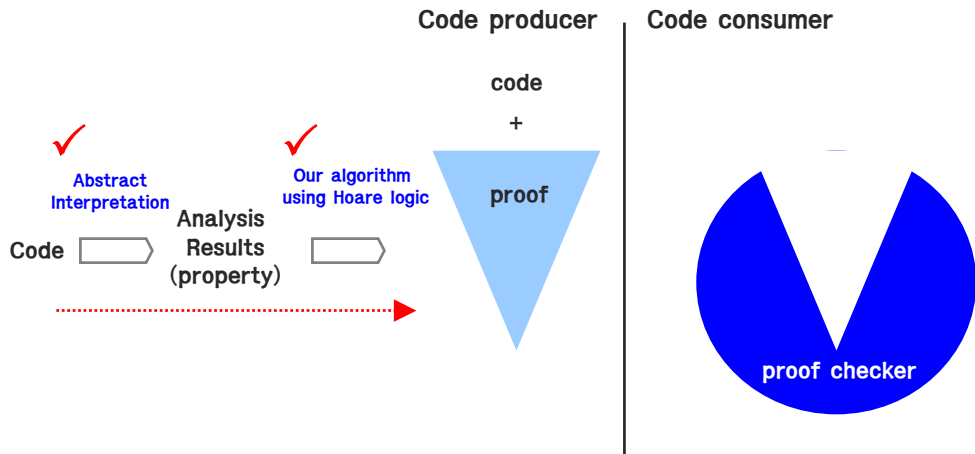 Code producer
Code consumer
code
+
proof
Abstract
Interpretation
Our algorithm
using Hoare logic
Code
Analysis
Results
(property)
proof checker